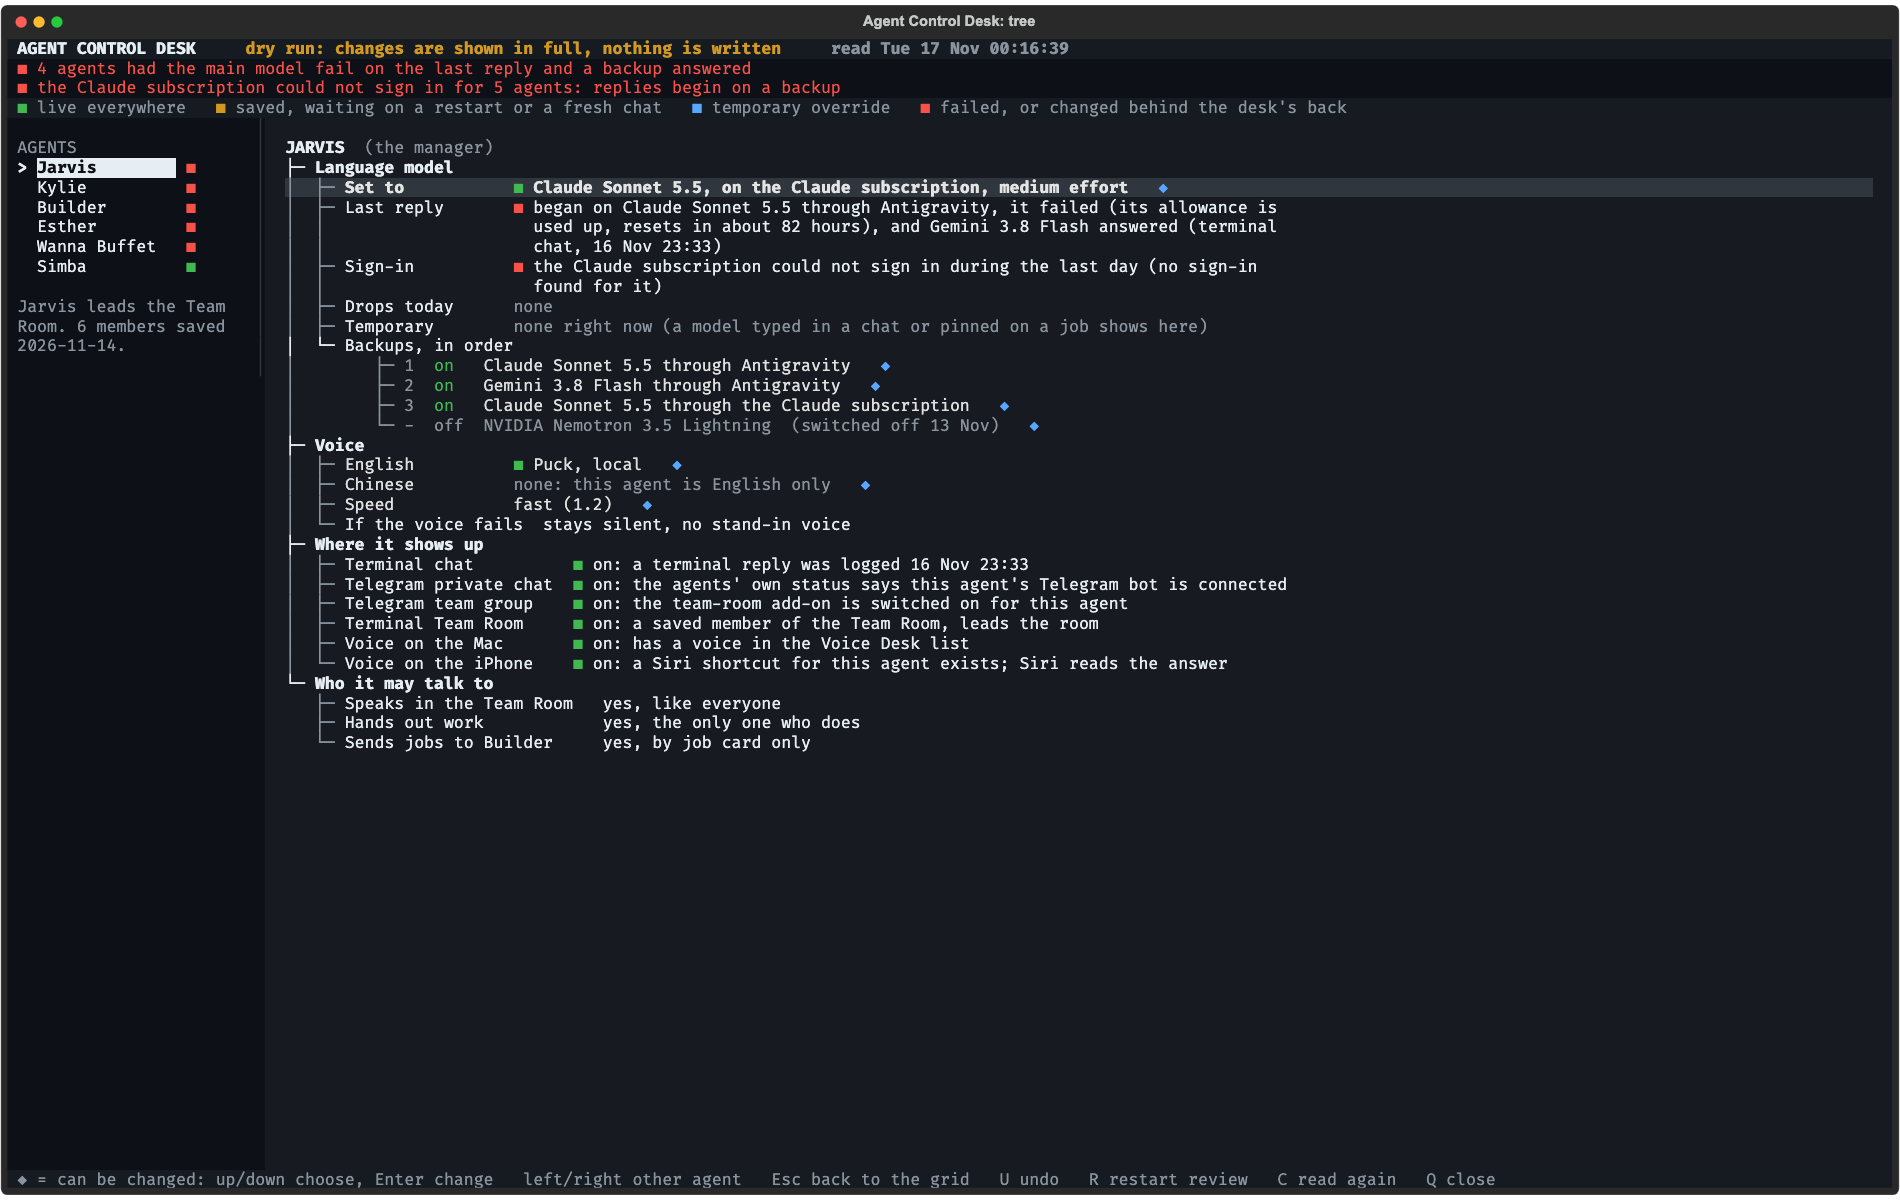 Agent Control Desk: tree
AGENT CONTROL DESK dry run: changes are shown in full, nothing is written read Tue 17 Nov 00:16:39
■ 4 agents had the main model fail on the last reply and a backup answered
■ the Claude subscription could not sign in for 5 agents: replies begin on a backup
■ live everywhere ■ saved, waiting on a restart or a fresh chat ■ temporary override ■ failed, or changed behind the desk's back
AGENTS
> Jarvis ■
Kylie ■
Builder ■
Esther ■
Wanna Buffet ■
Simba ■
Jarvis leads the Team
Room. 6 members saved
2026-11-14.
JARVIS (the manager)
├─ Language model
├─ Set to ■ Claude Sonnet 5.5, on the Claude subscription, medium effort ◆
├─ Last reply ■ began on Claude Sonnet 5.5 through Antigravity, it failed (its allowance is
used up, resets in about 82 hours), and Gemini 3.8 Flash answered (terminal
chat, 16 Nov 23:33)
├─ Sign-in ■ the Claude subscription could not sign in during the last day (no sign-in
found for it)
├─ Drops today none
├─ Temporary none right now (a model typed in a chat or pinned on a job shows here)
└─ Backups, in order
├─ 1 on Claude Sonnet 5.5 through Antigravity ◆
├─ 2 on Gemini 3.8 Flash through Antigravity ◆
├─ 3 on Claude Sonnet 5.5 through the Claude subscription ◆
└─ - off NVIDIA Nemotron 3.5 Lightning (switched off 13 Nov) ◆
├─ Voice
├─ English ■ Puck, local ◆
├─ Chinese none: this agent is English only ◆
├─ Speed fast (1.2) ◆
└─ If the voice fails stays silent, no stand-in voice
├─ Where it shows up
├─ Terminal chat ■ on: a terminal reply was logged 16 Nov 23:33
├─ Telegram private chat ■ on: the agents' own status says this agent's Telegram bot is connected
├─ Telegram team group ■ on: the team-room add-on is switched on for this agent
├─ Terminal Team Room ■ on: a saved member of the Team Room, leads the room
├─ Voice on the Mac ■ on: has a voice in the Voice Desk list
└─ Voice on the iPhone ■ on: a Siri shortcut for this agent exists; Siri reads the answer
└─ Who it may talk to
├─ Speaks in the Team Room yes, like everyone
├─ Hands out work yes, the only one who does
└─ Sends jobs to Builder yes, by job card only
◆ = can be changed: up/down choose, Enter change left/right other agent Esc back to the grid U undo R restart review C read again Q close